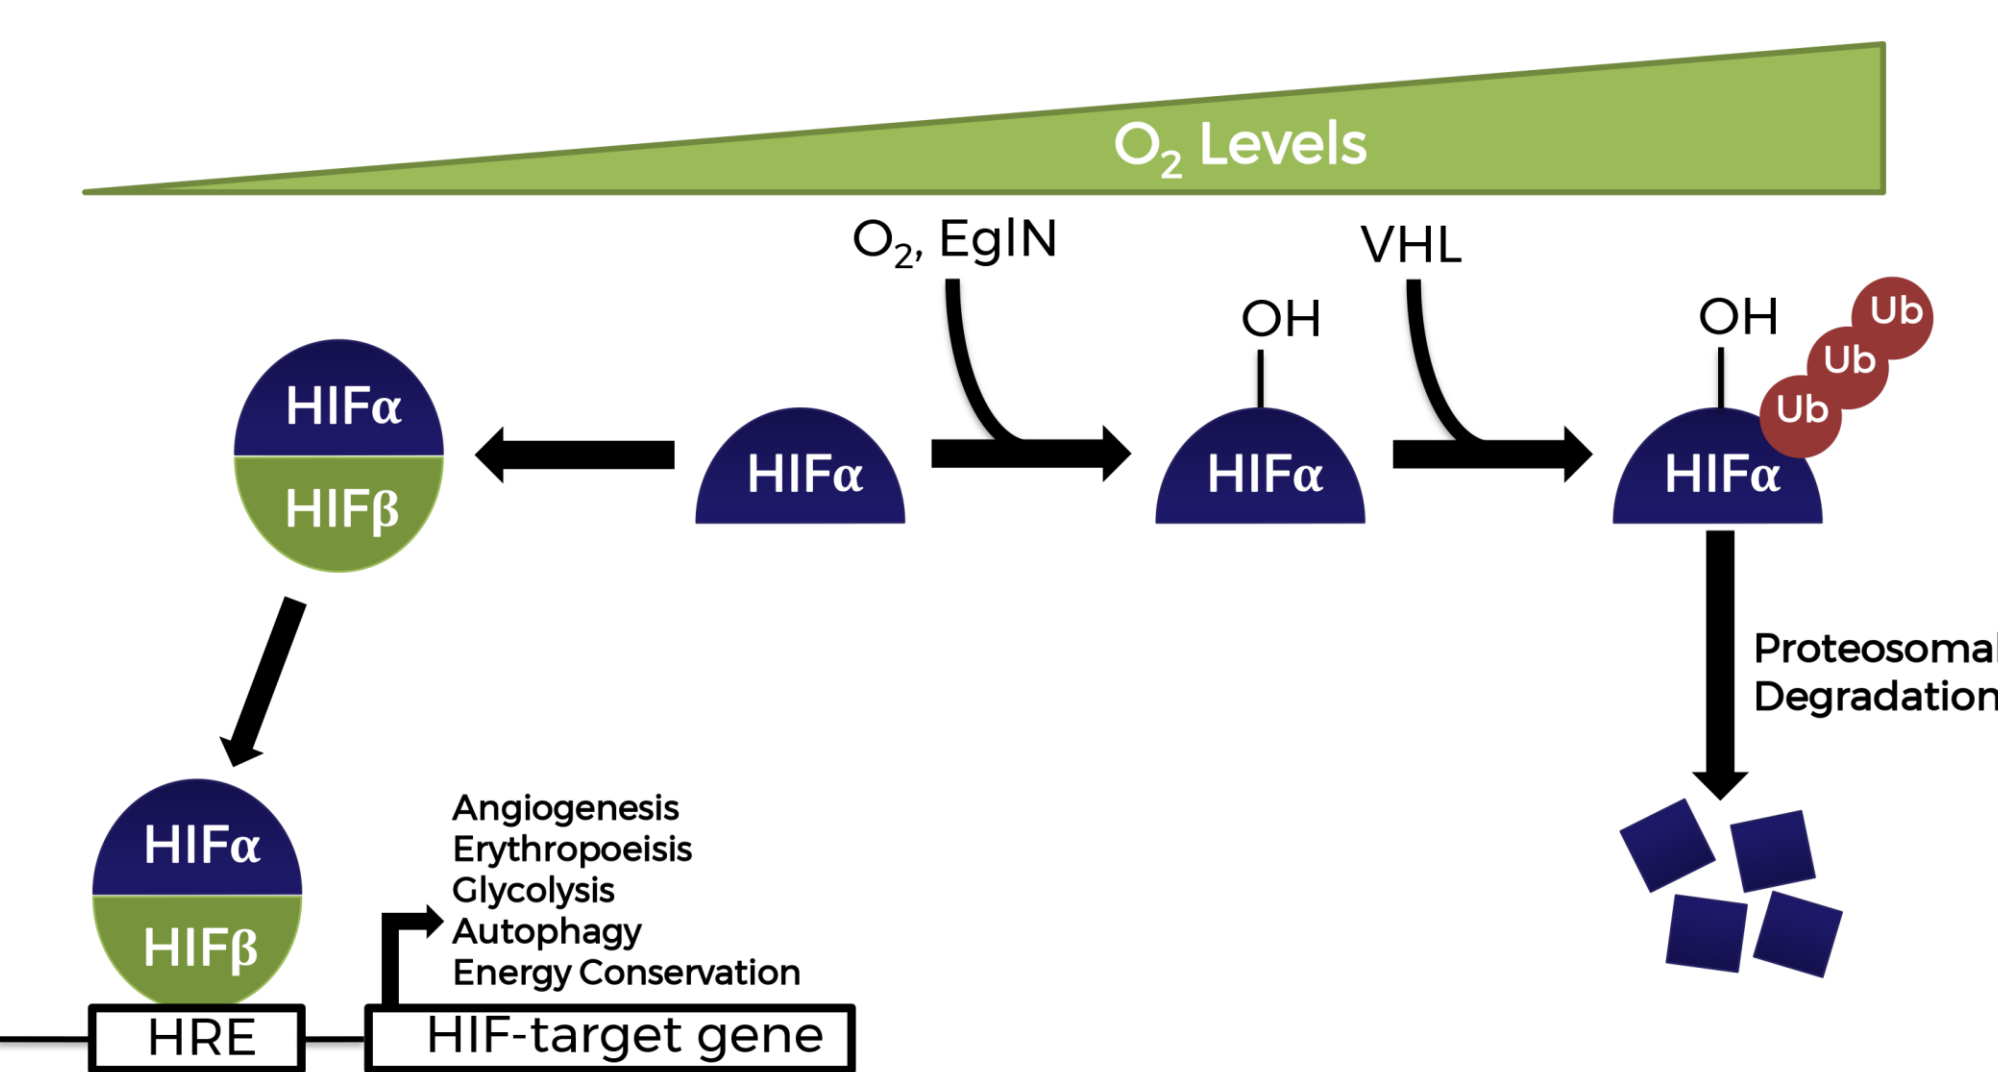 O₂ Levels
O₂, EglN
VHL
OH
OH
Ub
Ub
Ub
HIFα
HIFβ
HIFα
HIFα
HIFα
Proteosomal
Degradation
HIFα
HIFβ
Angiogenesis
Erythropoeisis
Glycolysis
Autophagy
Energy Conservation
HRE
HIF-target gene